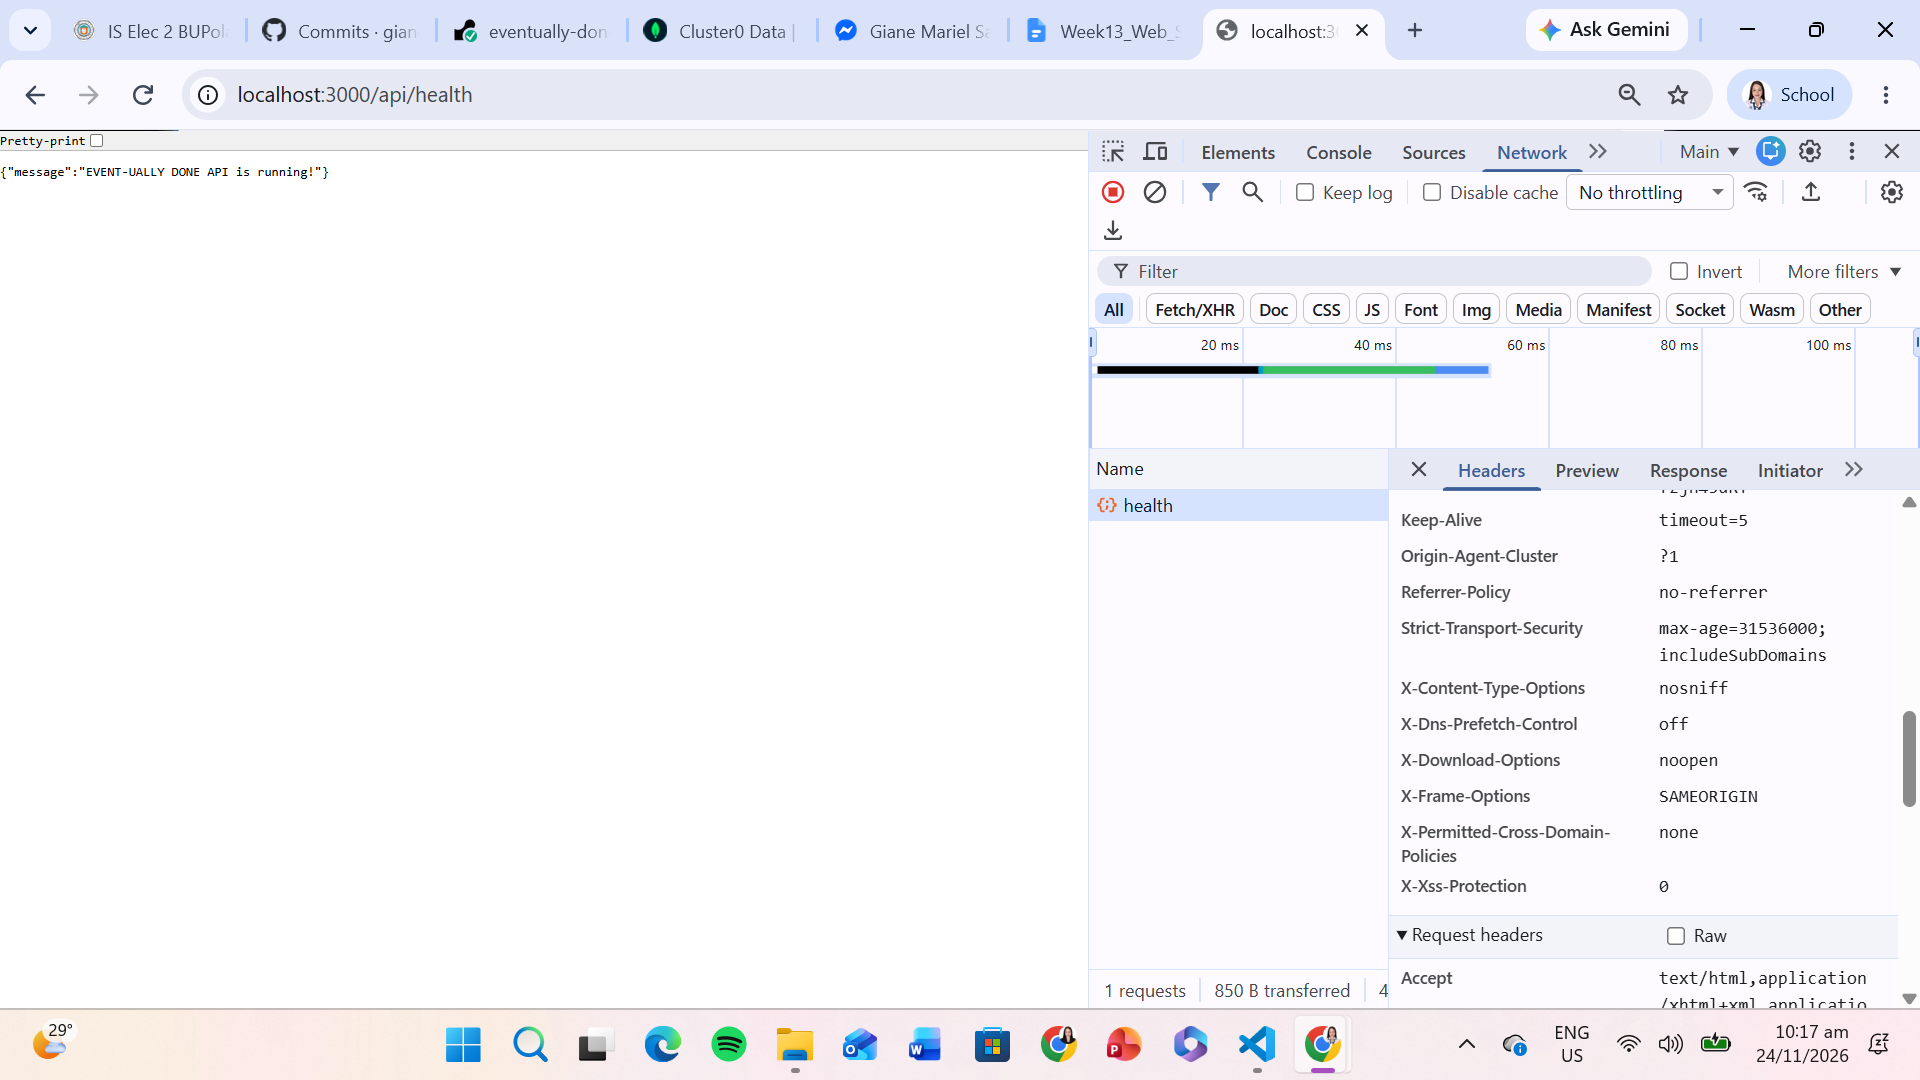 IS Elec 2 BUPol
Commits · gian
eventually-don
Cluster0 Data |
Giane Mariel Sa
Week13_Web_S
localhost:3
Ask Gemini
localhost:3000/api/health
School
Pretty-print
{"message":"EVENT-UALLY DONE API is running!"}
Elements
Console
Sources
Network
Main
Keep log
Disable cache
No throttling
Filter
Invert
More filters
All
Fetch/XHR
Doc
CSS
JS
Font
Img
Media
Manifest
Socket
Wasm
Other
20 ms
40 ms
60 ms
80 ms
100 ms
Name
Headers
Preview
Response
Initiator
health
Keep-Alive
timeout=5
Origin-Agent-Cluster
?1
Referrer-Policy
no-referrer
Strict-Transport-Security
max-age=31536000;
includeSubDomains
X-Content-Type-Options
nosniff
X-Dns-Prefetch-Control
off
X-Download-Options
noopen
X-Frame-Options
SAMEORIGIN
X-Permitted-Cross-Domain-
Policies
none
X-Xss-Protection
0
Request headers
Raw
Accept
text/html,application
/xhtml+xml,applicatio
1 requests
850 B transferred
4
29°
ENG
US
10:17 am
24/11/2026